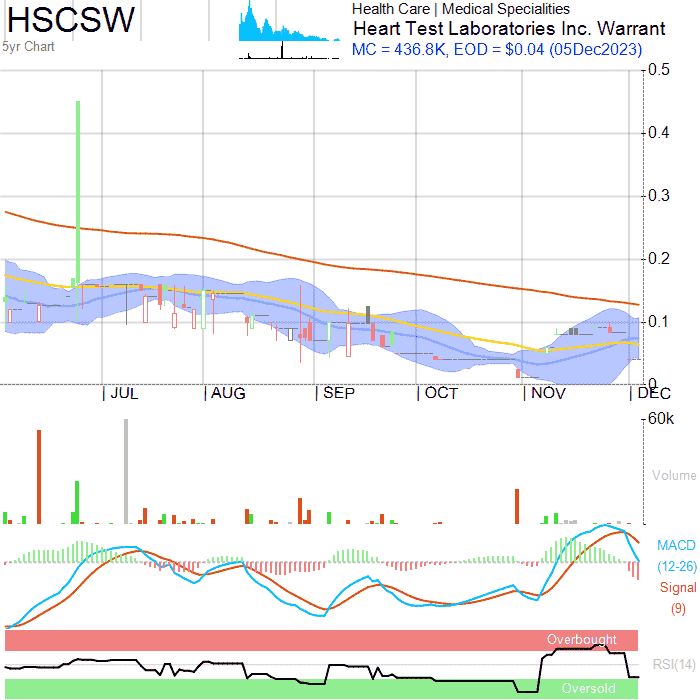 HSCSW
5yr Chart
Health Care | Medical Specialities
Heart Test Laboratories Inc. Warrant
MC = 436.8K, EOD = $0.04 (05Dec2023)
0.5
0.4
0.3
0.2
0.1
0
JUL AUG SEP OCT NOV DEC
60k
Volume
MACD
(12-26)
Signal
(9)
Overbought
RSI(14)
Oversold